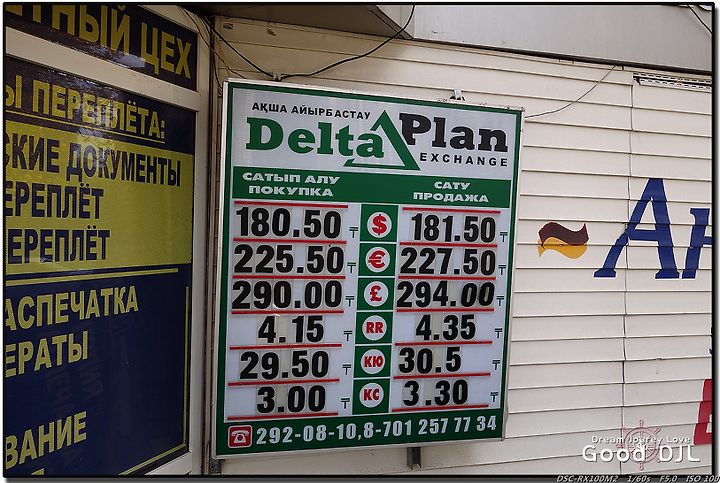 ТНЫЙ ЦЕХ
Ы ПЕРЕПЛЁТА:
СКИЕ ДОКУМЕНТЫ
ЕРЕПЛЁТ
ЕРЕПЛЁТ
АСПЕЧАТКА
ЕРАТЫ
ВАНИЕ
АҚША АЙЫРБАСТАУ
Delta Plan
EXCHANGE
САТЫП АЛУ САТУ
ПОКУПКА ПРОДАЖА
180.50 ₸ $ 181.50 ₸
225.50 ₸ € 227.50 ₸
290.00 ₸ £ 294.00 ₸
4.15 ₸ RR 4.35 ₸
29.50 ₸ КЮ 30.5 ₸
3.00 ₸ КС 3.30 ₸
292-08-10,8-701 257 77 34
Ан
Dream Jourey Love
Good DJL
DSC-RX100M2 1/60s F5.0 ISO 100